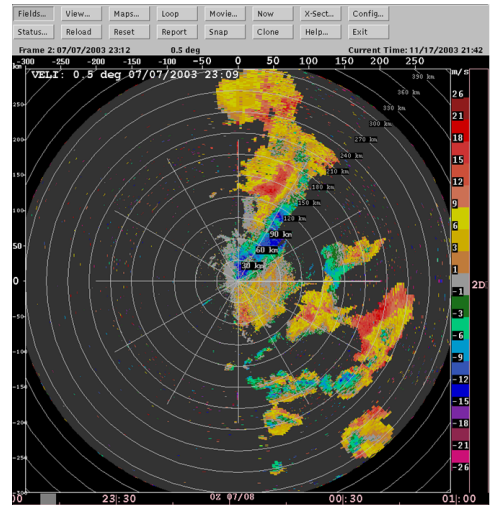 Fields... View... Maps... Loop Movie... Now X-Sect... Config...
Status... Reload Reset Report Snap Clone Help... Exit
Frame 2: 07/07/2003 23:12 0.5 deg Current Time: 11/17/2003 21:42
km -300 -250 -200 -150 -100 -50 0 50 100 150 200 250 m/s
VEL1: 0.5 deg 07/07/2003 23:09
390 km
360 km
300 km
270 km
240 km
210 km
180 km
150 km
120 km
90 km
60 km
30 km
250
150
50
0
-50
-100
-150
-200
-250
-300
26
21
18
15
12
9
6
3
1
-1
-3
-6
-9
-12
-15
-18
-21
-26
2D
23:30 0Z 07/08 00:30 01:00